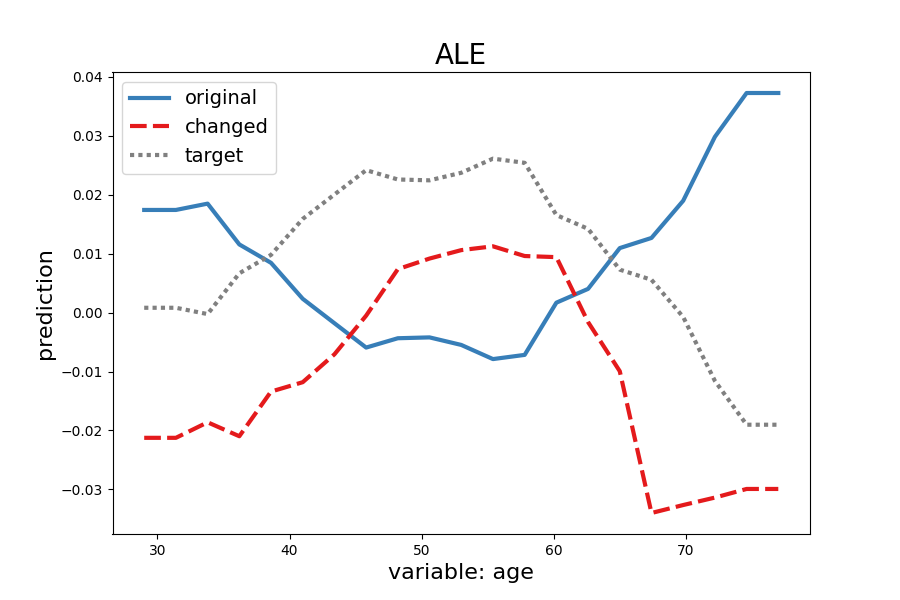 ALE
original
changed
target
0.04
0.03
0.02
0.01
0.00
−0.01
−0.02
−0.03
prediction
30 40 50 60 70
variable: age